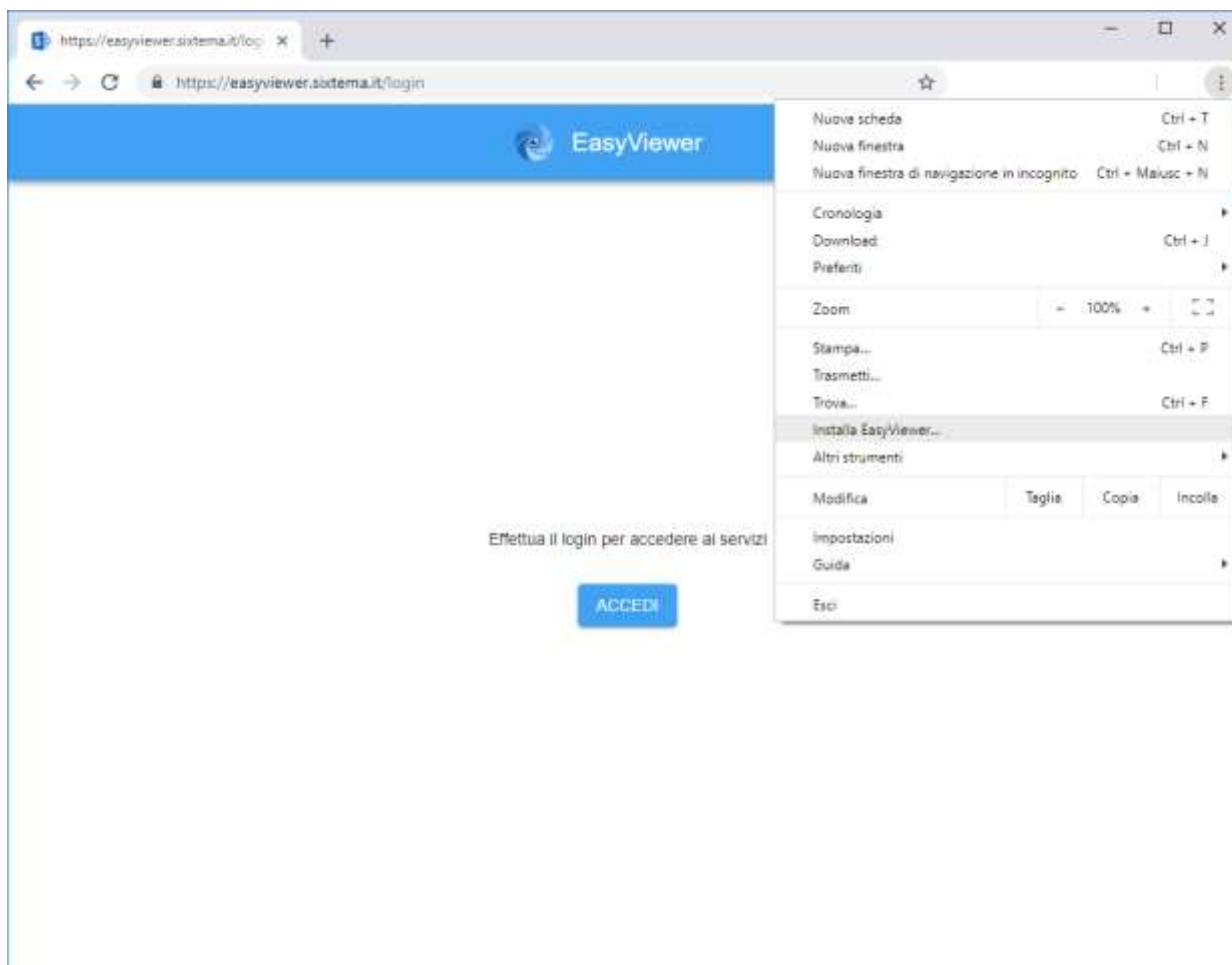 https://easyviewer.sixtema.it/log
https://easyviewer.sixtema.it/login
EasyViewer
Nuova scheda Ctrl + T
Nuova finestra Ctrl + N
Nuova finestra di navigazione in incognito Ctrl + Maiusc + N
Cronologia
Download Ctrl + J
Preferiti
Zoom - 100% +
Stampa... Ctrl + P
Trasmetti...
Trova... Ctrl + F
Installa EasyViewer...
Altri strumenti
Modifica Taglia Copia Incolla
Impostazioni
Guida
Esci
Effettua il login per accedere ai servizi
ACCEDI